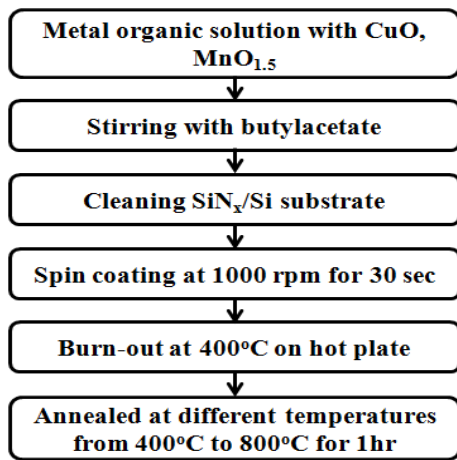 Metal organic solution with CuO,
MnO₁.₅
Stirring with butylacetate
Cleaning SiNₓ/Si substrate
Spin coating at 1000 rpm for 30 sec
Burn-out at 400°C on hot plate
Annealed at different temperatures
from 400°C to 800°C for 1hr